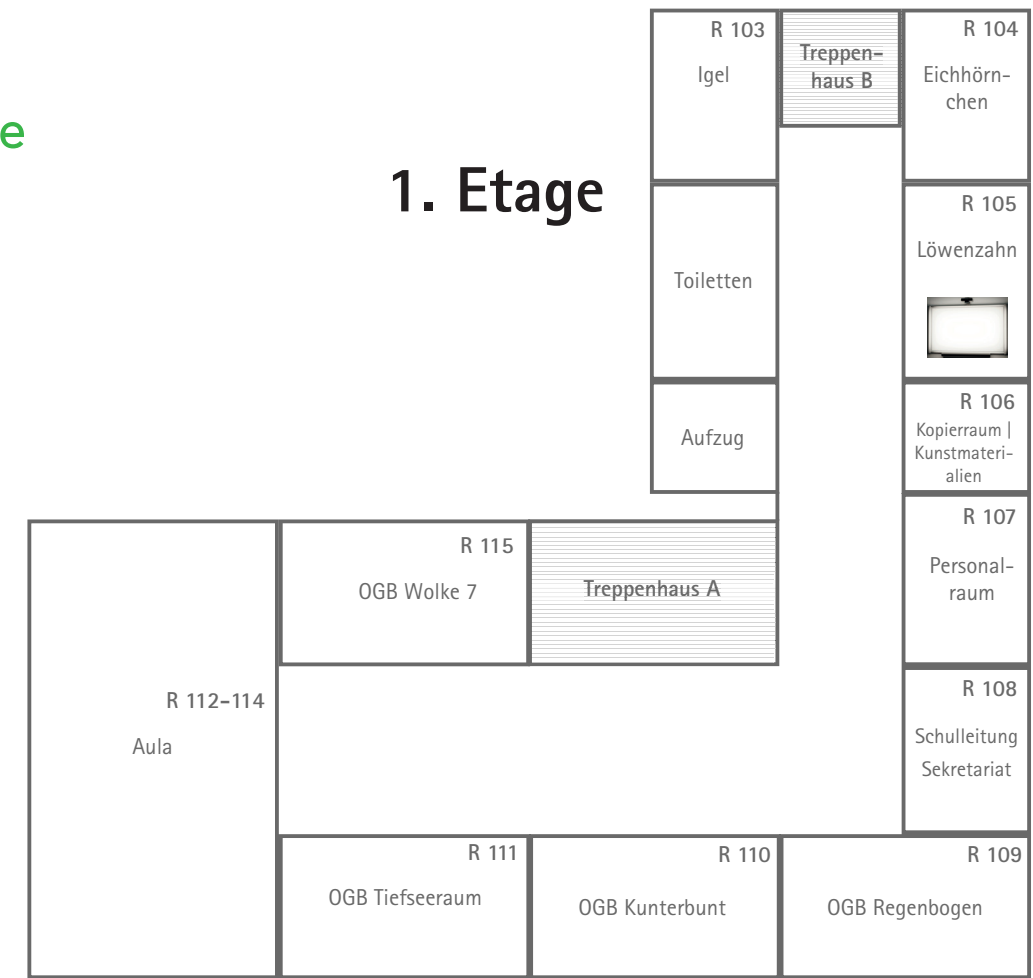 e
1. Etage
R 103
Igel
Treppen-
haus B
R 104
Eichhörn-
chen
Toiletten
R 105
Löwenzahn
Aufzug
R 106
Kopierraum |
Kunstmateri-
alien
R 107
Personal-
raum
R 115
OGB Wolke 7
Treppenhaus A
R 108
Schulleitung
Sekretariat
R 112-114
Aula
R 111
OGB Tiefseeraum
R 110
OGB Kunterbunt
R 109
OGB Regenbogen